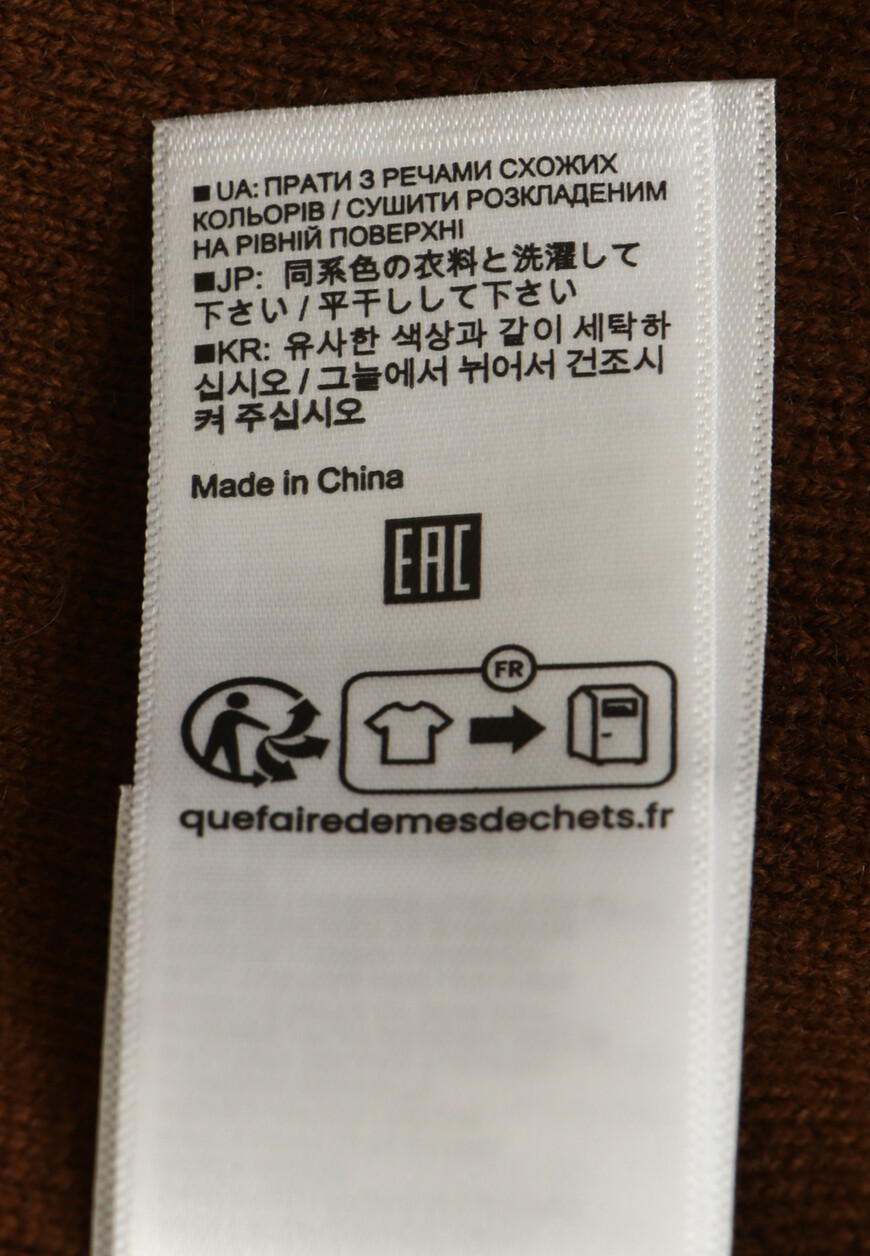 ■ UA: ПРАТИ З РЕЧАМИ СХОЖИХ
КОЛЬОРІВ / СУШИТИ РОЗКЛАДЕНИМ
НА РІВНІЙ ПОВЕРХНІ
■JP: 同系色の衣料と洗濯して
下さい / 平干しして下さい
■KR: 유사한 색상과 같이 세탁하
십시오 / 그늘에서 뉘어서 건조시
켜 주십시오
Made in China
EAC
FR
quefairedemesdechets.fr